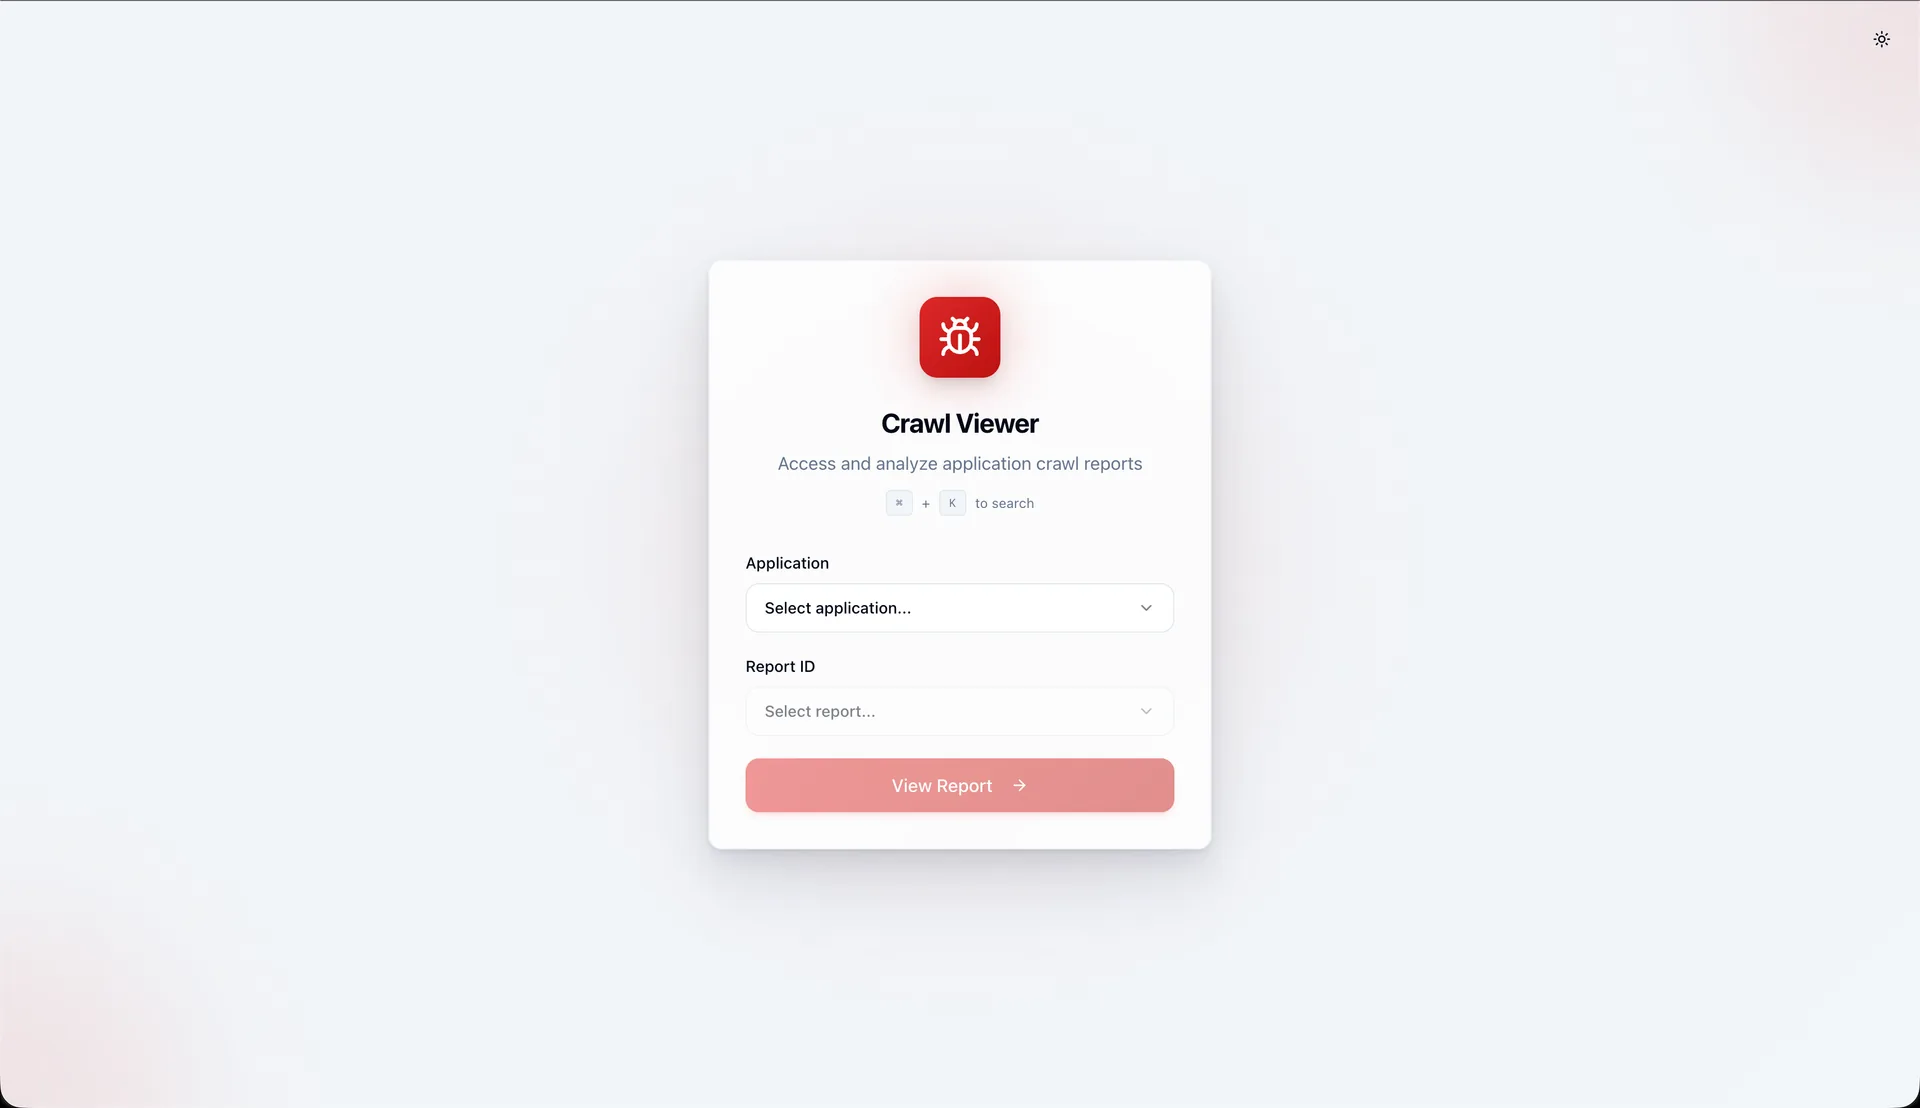 Crawl Viewer
Access and analyze application crawl reports
⌘ + K to search
Application
Select application...
Report ID
Select report...
View Report →